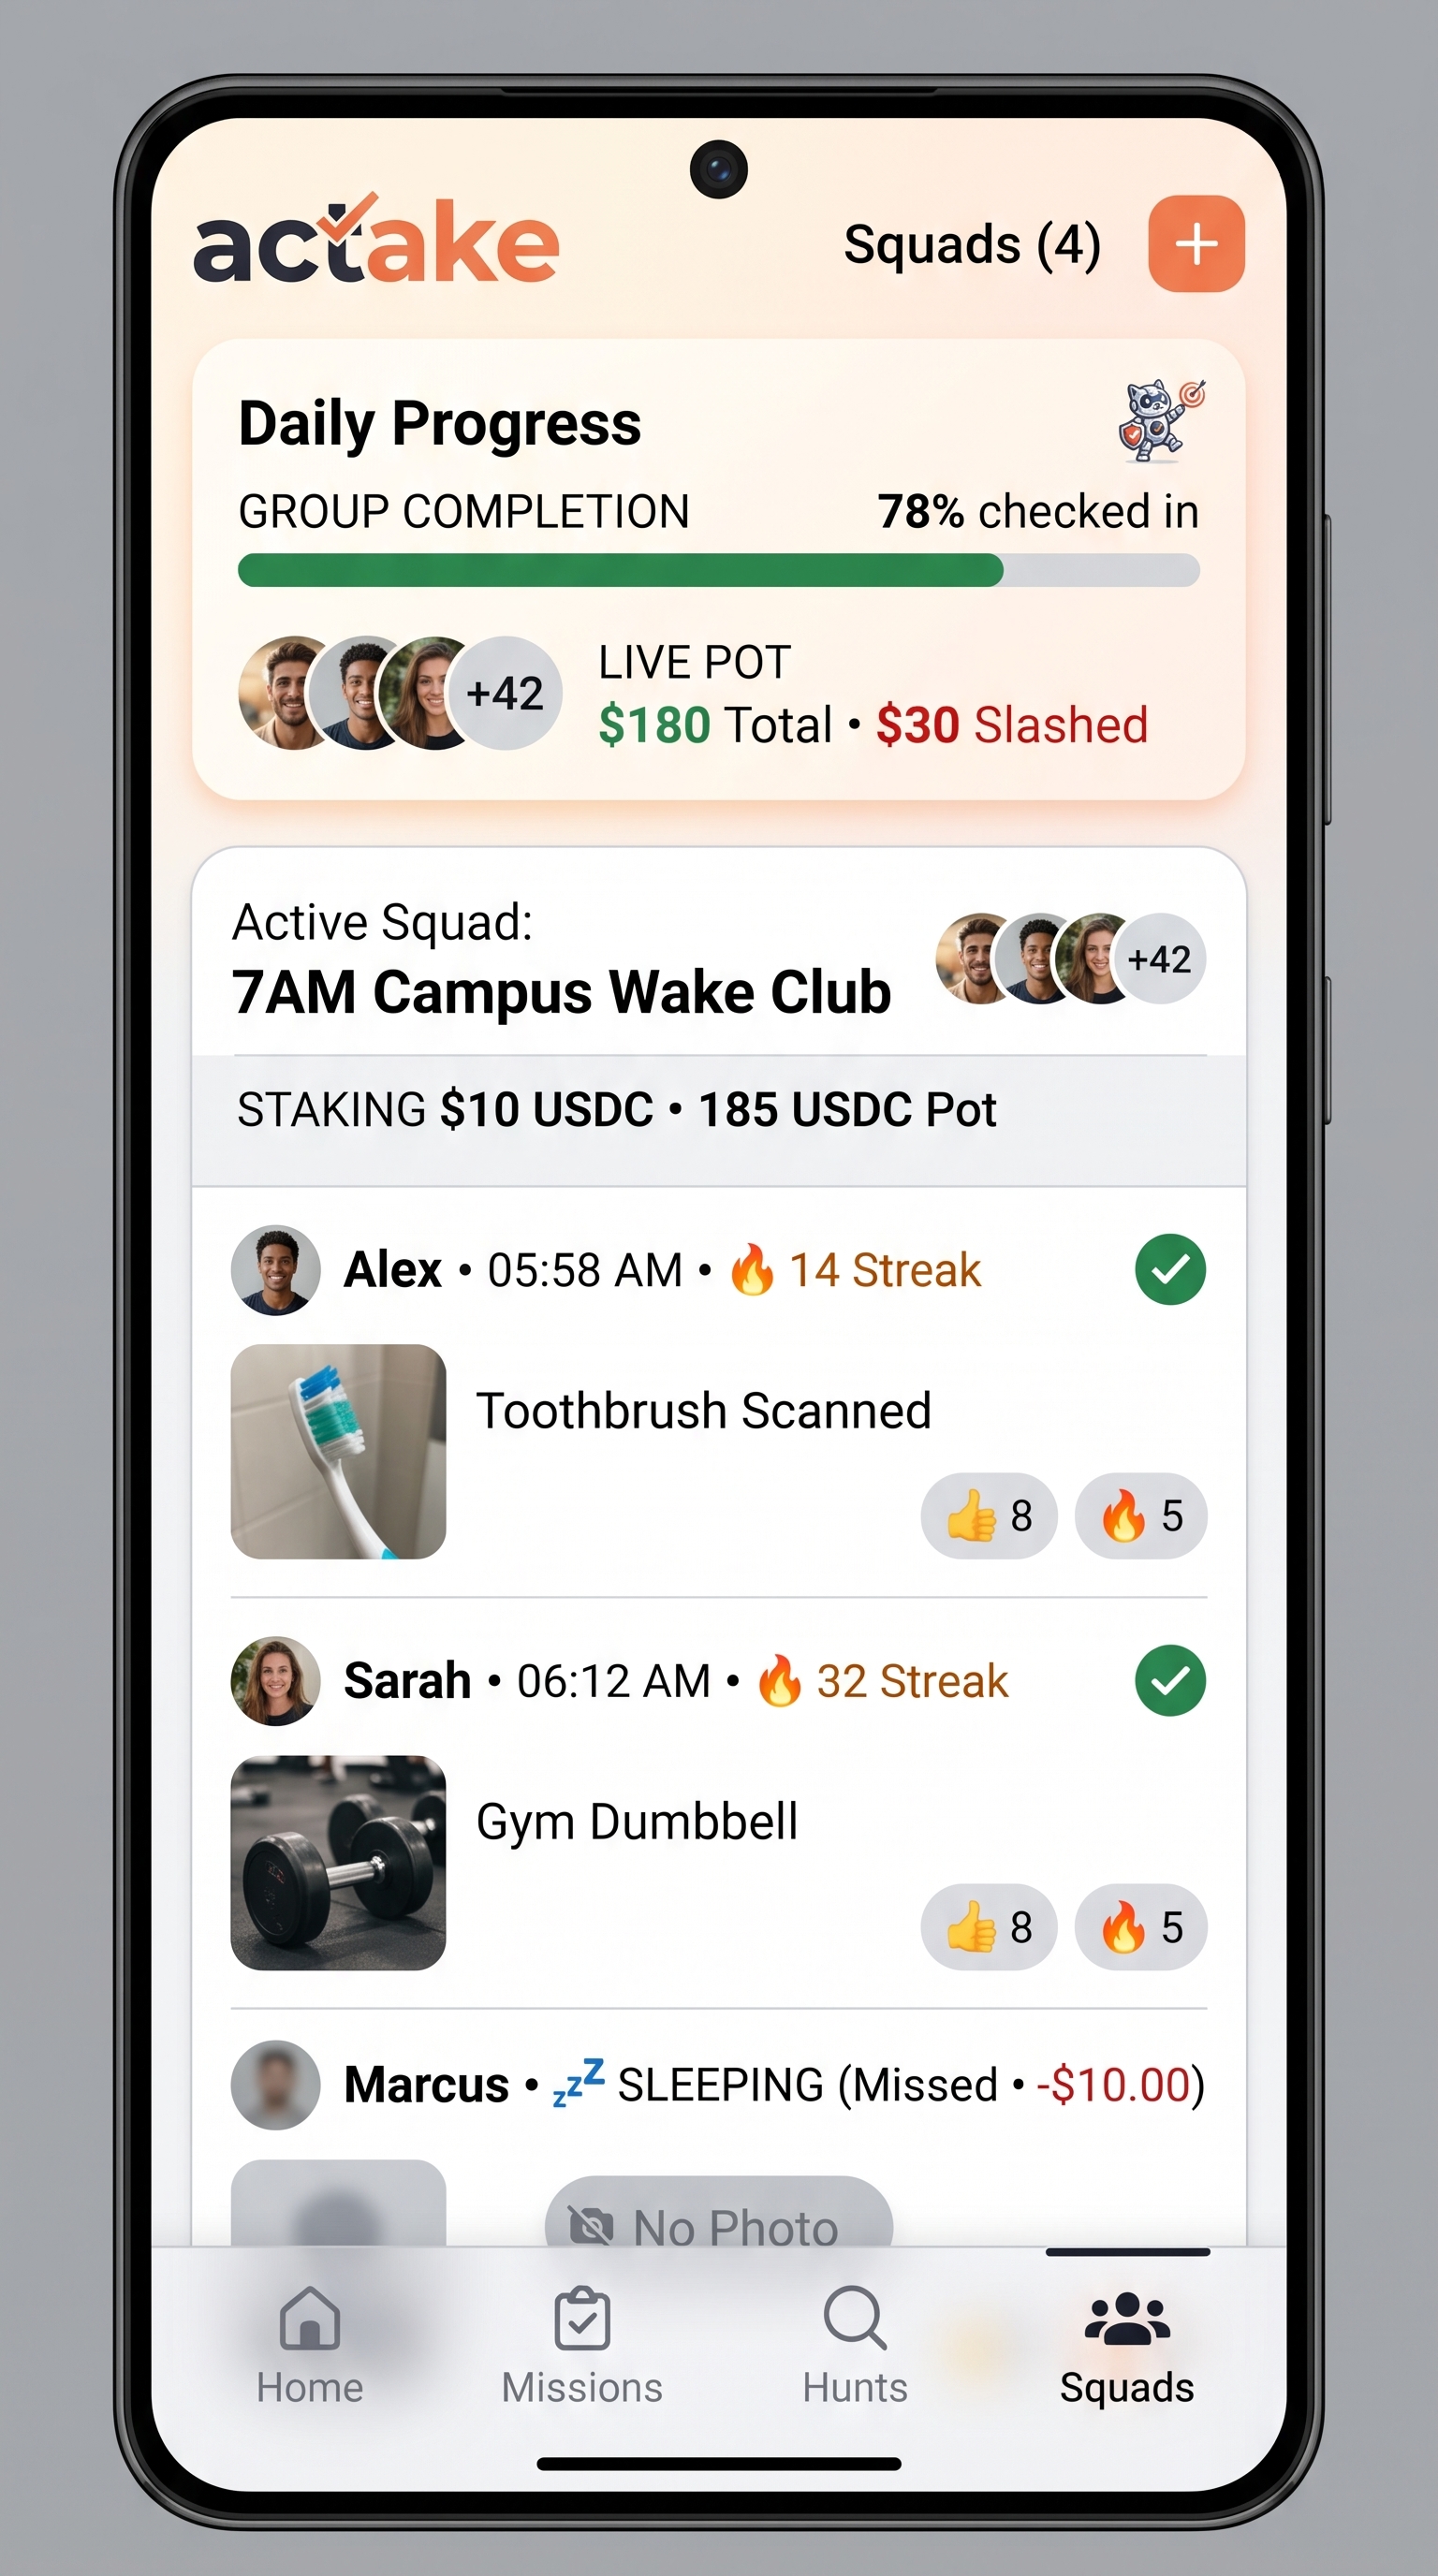 actake
Squads (4)
Daily Progress
GROUP COMPLETION 78% checked in
+42
LIVE POT
$180 Total • $30 Slashed
Active Squad:
7AM Campus Wake Club
+42
STAKING $10 USDC • 185 USDC Pot
Alex • 05:58 AM • 🔥 14 Streak
Toothbrush Scanned
👍 8 🔥 5
Sarah • 06:12 AM • 🔥 32 Streak
Gym Dumbbell
👍 8 🔥 5
Marcus • 💤 SLEEPING (Missed • -$10.00)
No Photo
Home Missions Hunts Squads